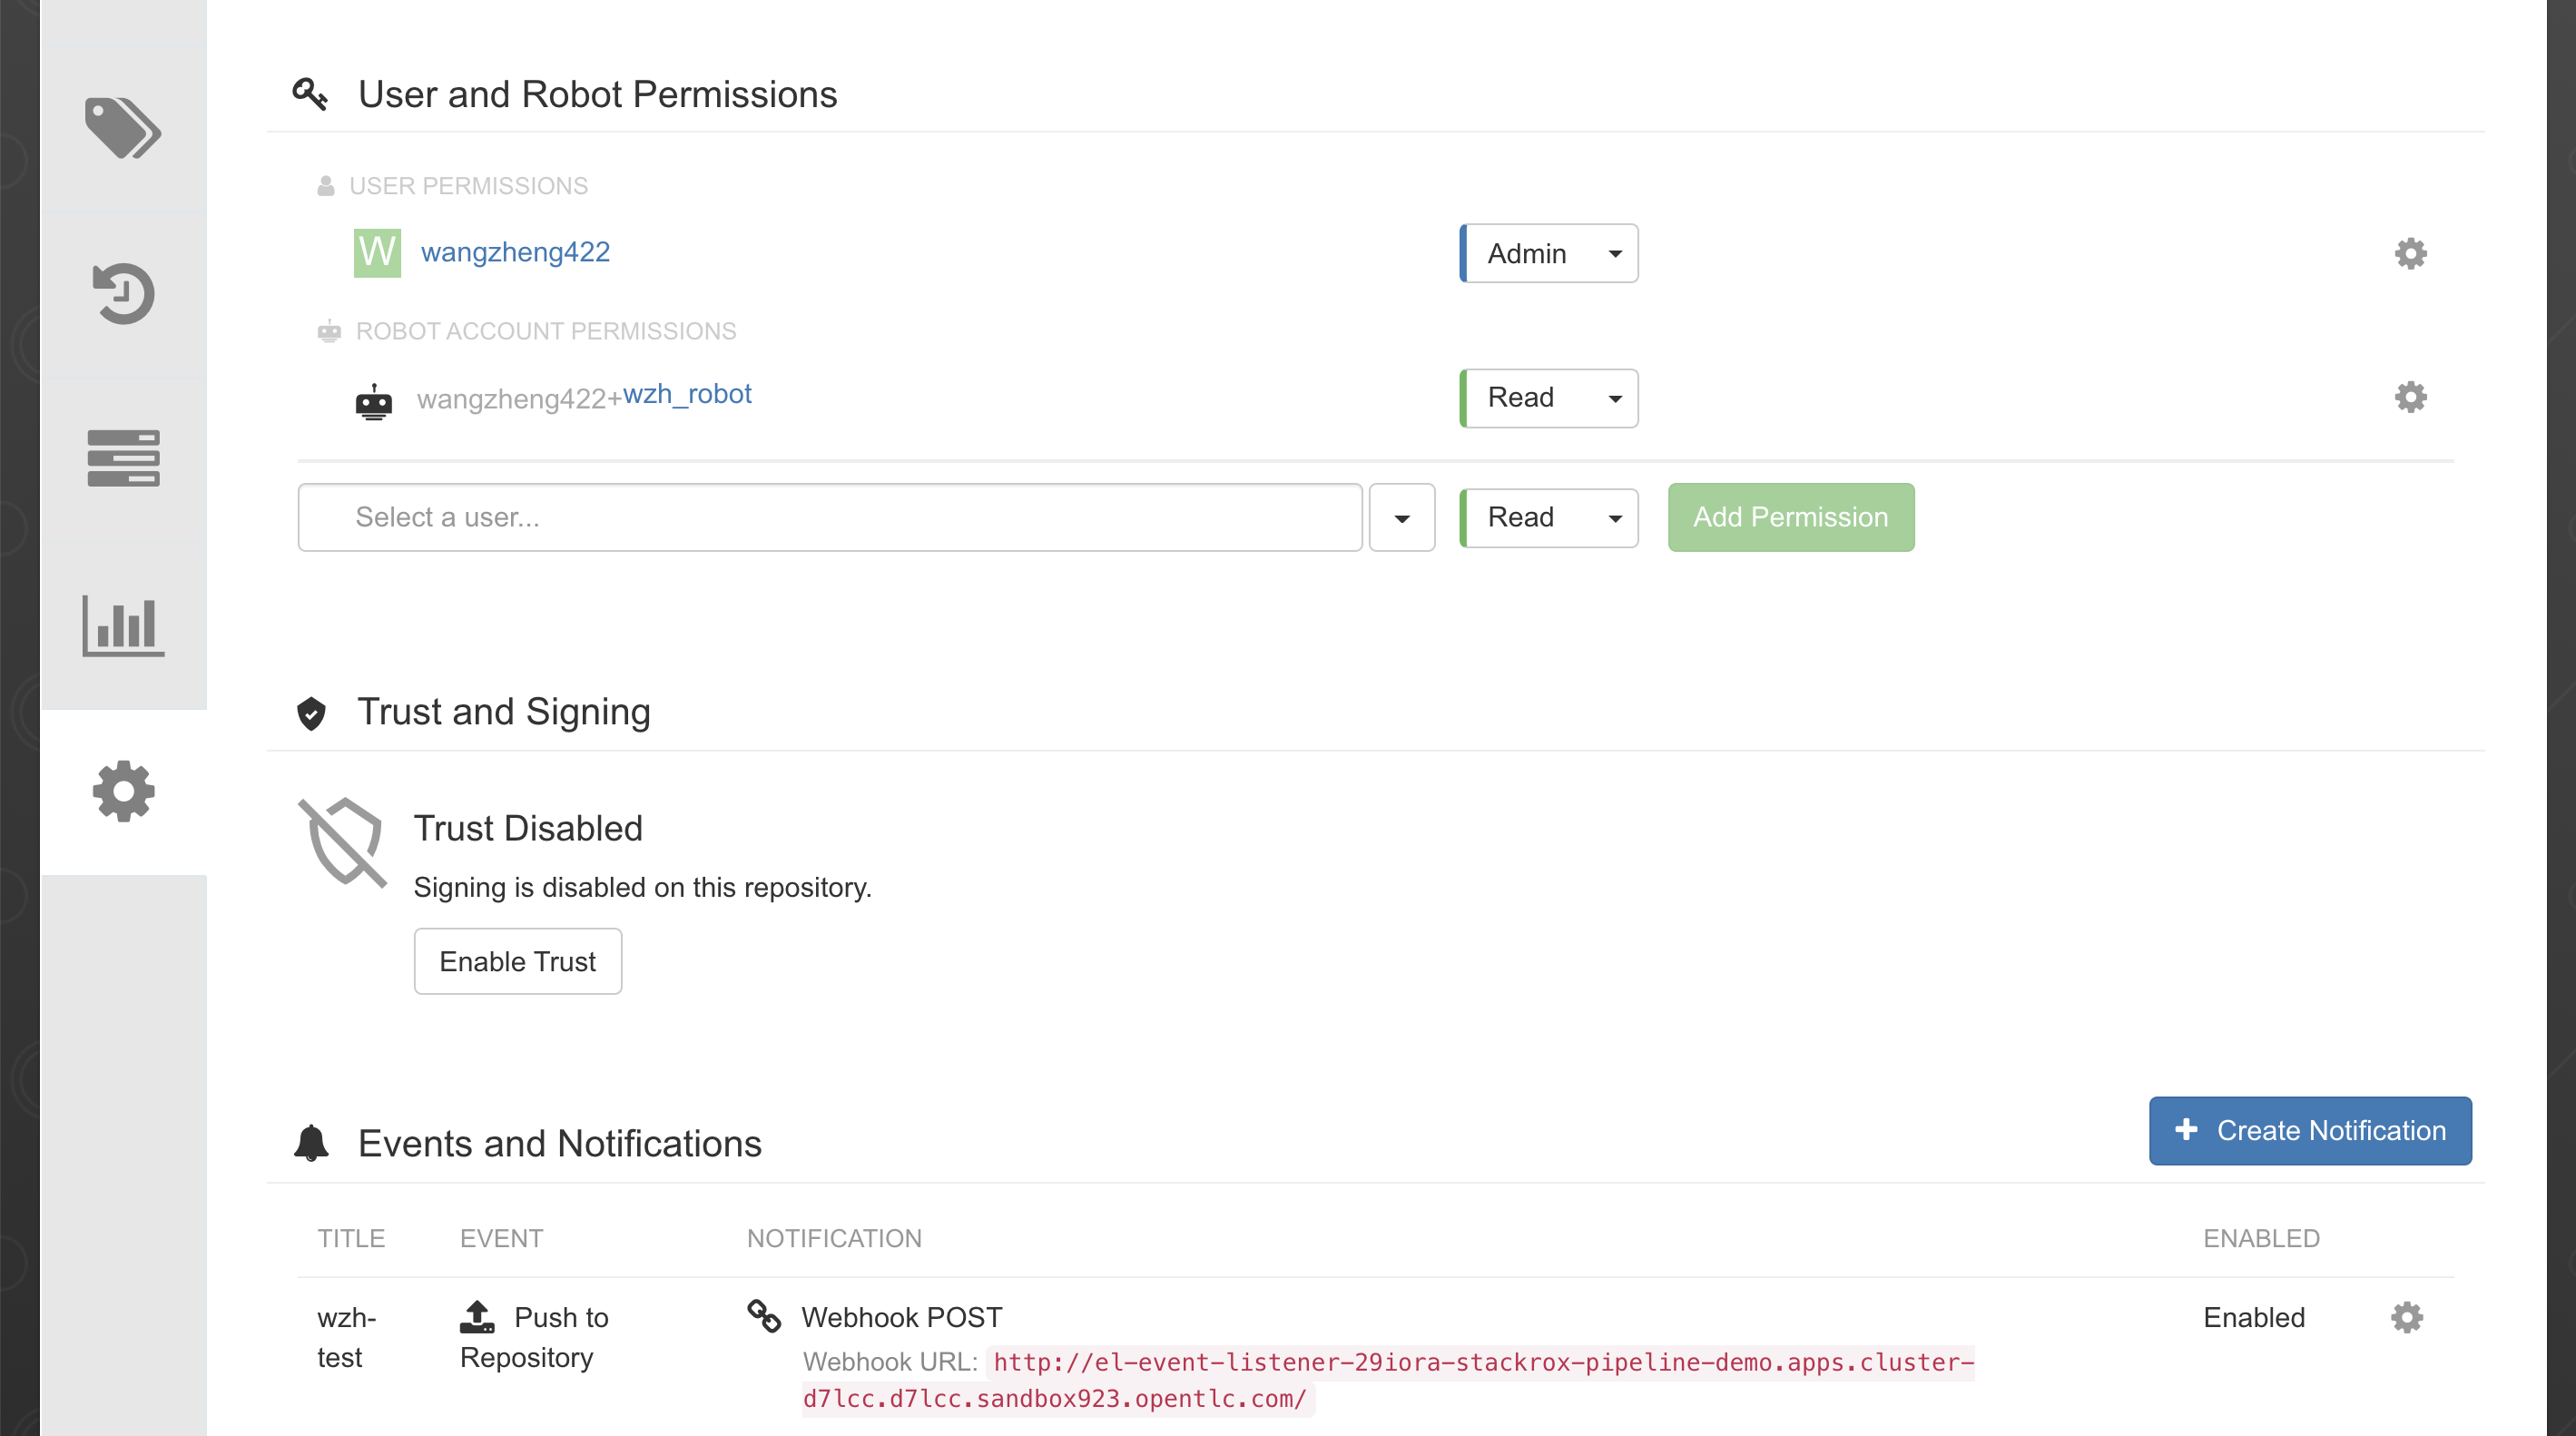 User and Robot Permissions
USER PERMISSIONS
W wangzheng422 Admin
ROBOT ACCOUNT PERMISSIONS
wangzheng422+wzh_robot Read
Select a user... Read Add Permission
Trust and Signing
Trust Disabled
Signing is disabled on this repository.
Enable Trust
Events and Notifications Create Notification
TITLE EVENT NOTIFICATION ENABLED
wzh- Push to Webhook POST Enabled
test Repository Webhook URL: http://el-event-listener-29iora-stackrox-pipeline-demo.apps.cluster-
d7lcc.d7lcc.sandbox923.opentlc.com/